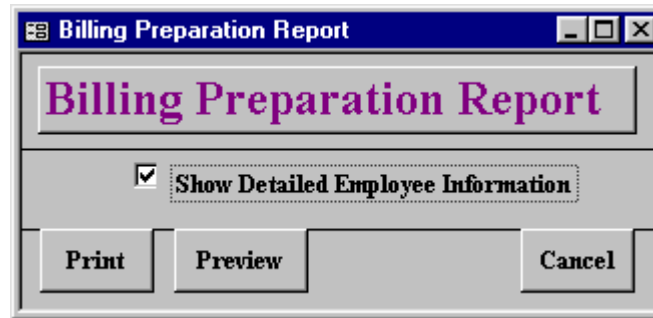 Billing Preparation Report
Billing Preparation Report
Show Detailed Employee Information
Print Preview Cancel